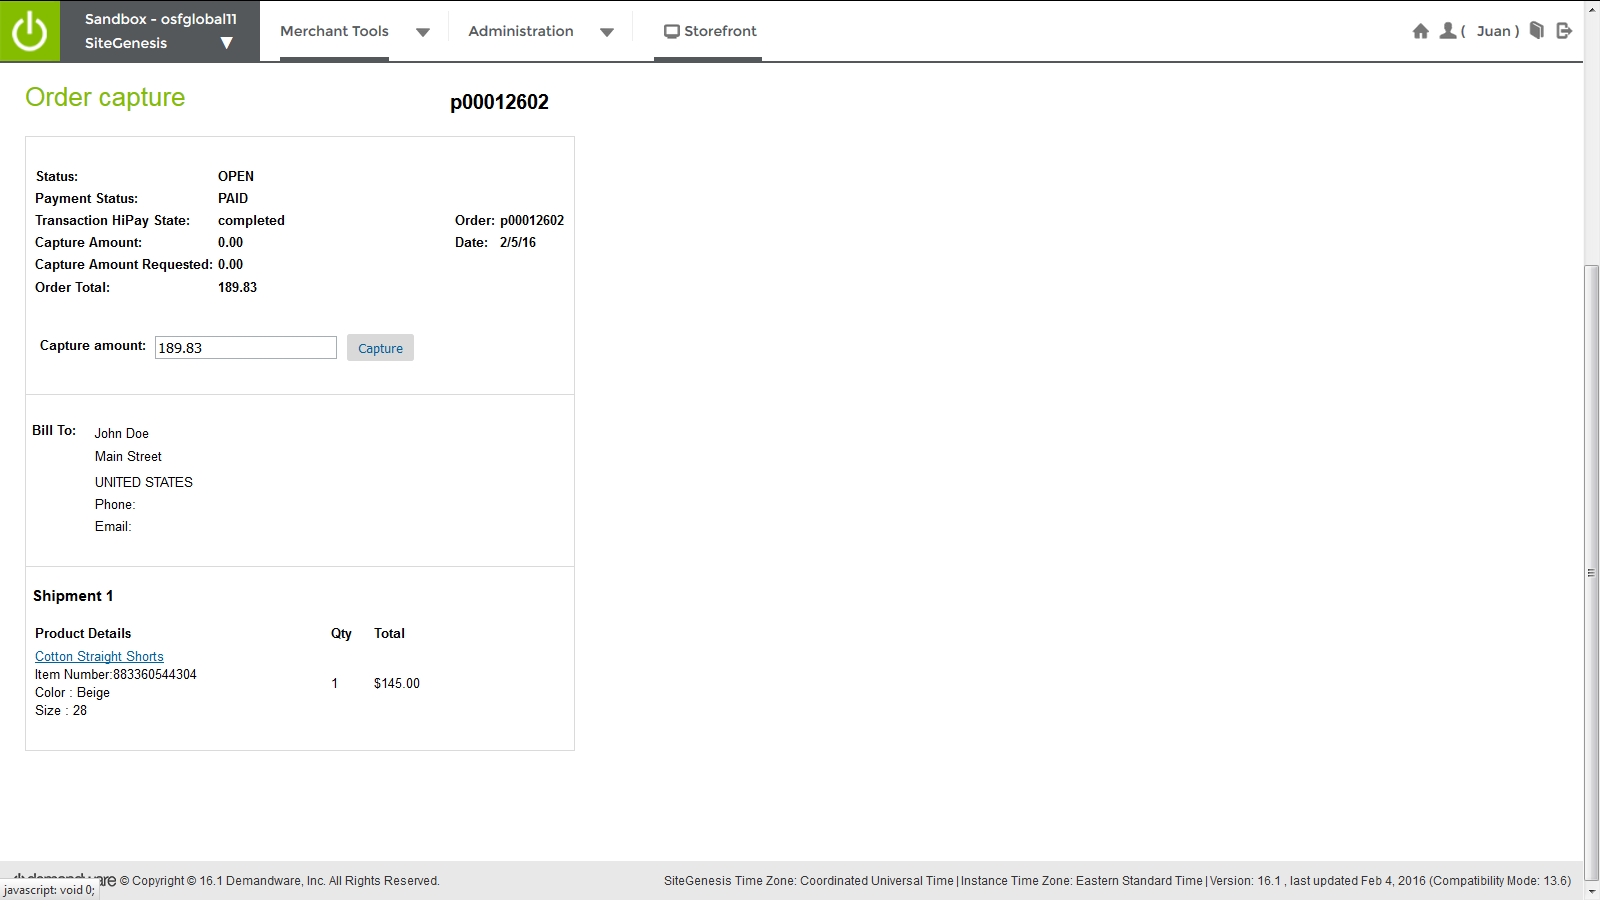 Sandbox - osfglobal11
SiteGenesis
Merchant Tools
Administration
Storefront
( Juan )
Order capture
p00012602
Status: OPEN
Payment Status: PAID
Transaction HiPay State: completed
Order: p00012602
Capture Amount: 0.00
Date: 2/5/16
Capture Amount Requested: 0.00
Order Total: 189.83
Capture amount: 189.83 Capture
Bill To: John Doe
Main Street
UNITED STATES
Phone:
Email:
Shipment 1
Product Details Qty Total
Cotton Straight Shorts
Item Number:883360544304
Color : Beige
Size : 28
1 $145.00
© Copyright © 16.1 Demandware, Inc. All Rights Reserved.
SiteGenesis Time Zone: Coordinated Universal Time | Instance Time Zone: Eastern Standard Time | Version: 16.1 , last updated Feb 4, 2016 (Compatibility Mode: 13.6)
javascript: void 0;